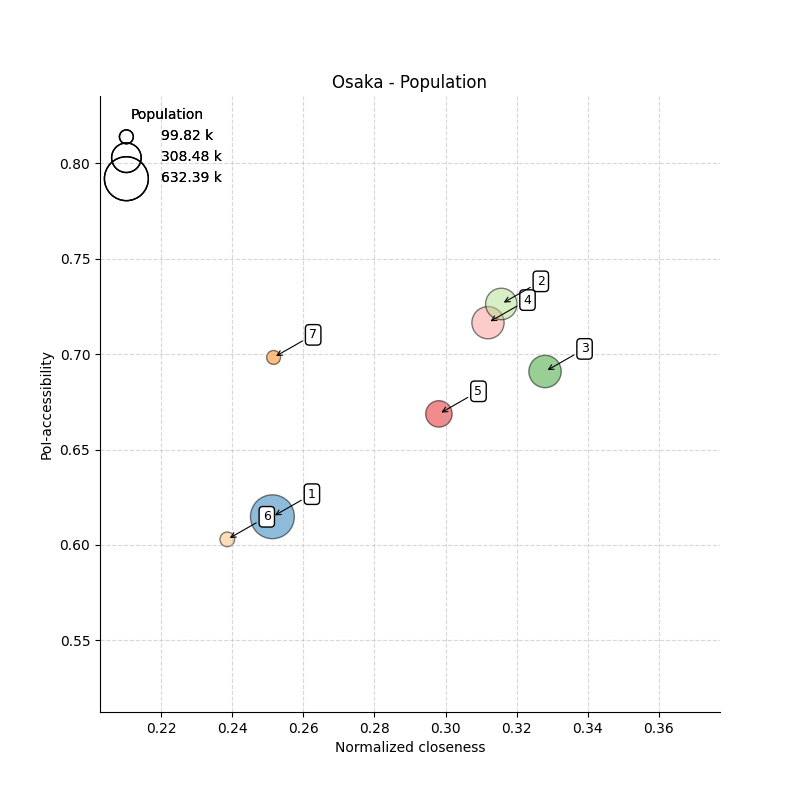 Osaka - Population
Population
99.82 k
308.48 k
632.39 k
0.80
0.75
0.70
0.65
0.60
0.55
PoI-accessibility
2
4
7
3
5
1
6
0.22 0.24 0.26 0.28 0.30 0.32 0.34 0.36
Normalized closeness